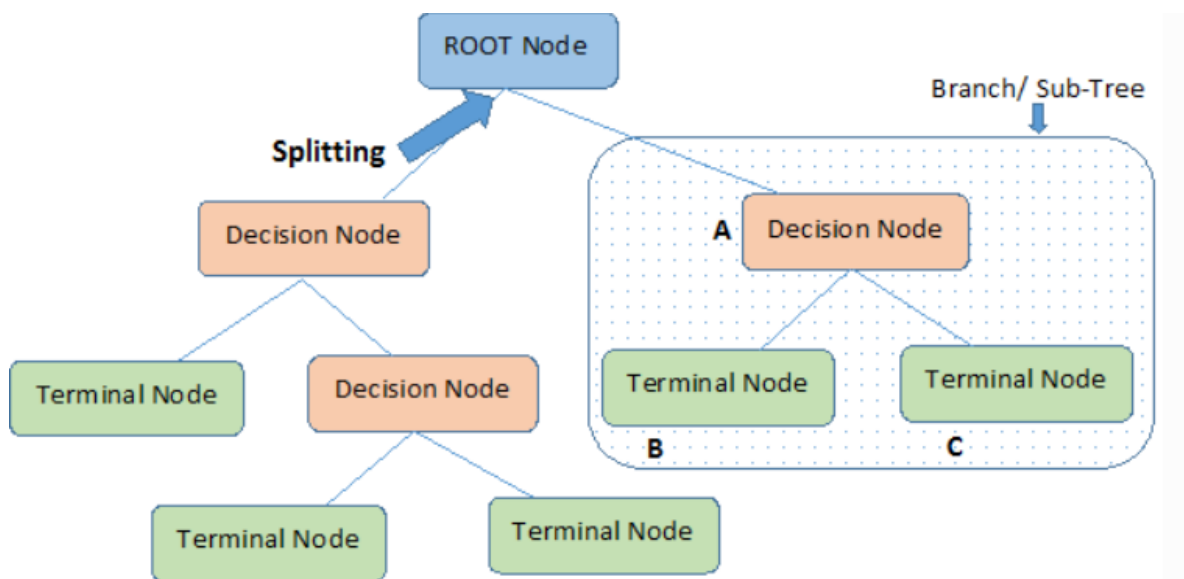 ROOT Node
Branch/ Sub-Tree
Splitting
Decision Node
A
Decision Node
Terminal Node
Decision Node
Terminal Node
Terminal Node
B
C
Terminal Node
Terminal Node